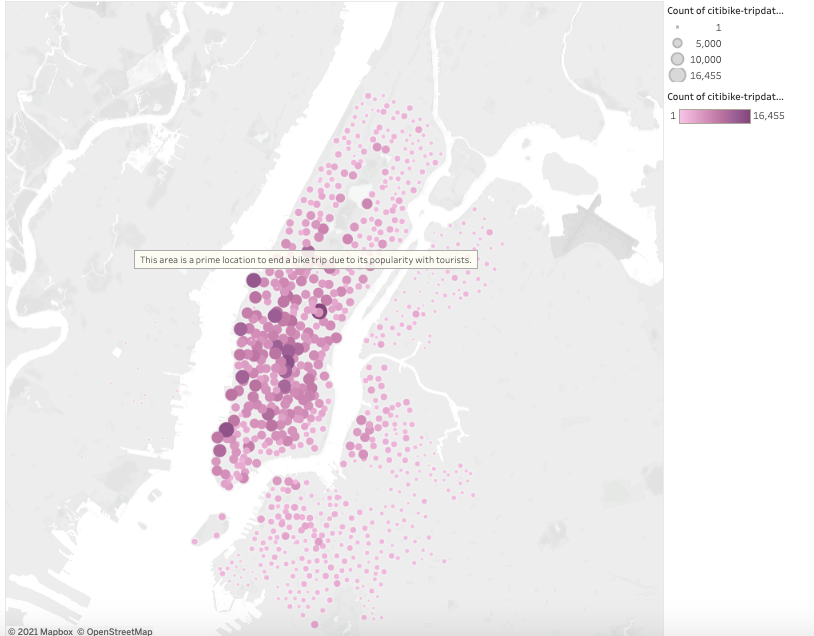 Count of citibike-tripdat...
1
5,000
10,000
16,455
Count of citibike-tripdat...
1 16,455
This area is a prime location to end a bike trip due to its popularity with tourists.
© 2021 Mapbox © OpenStreetMap